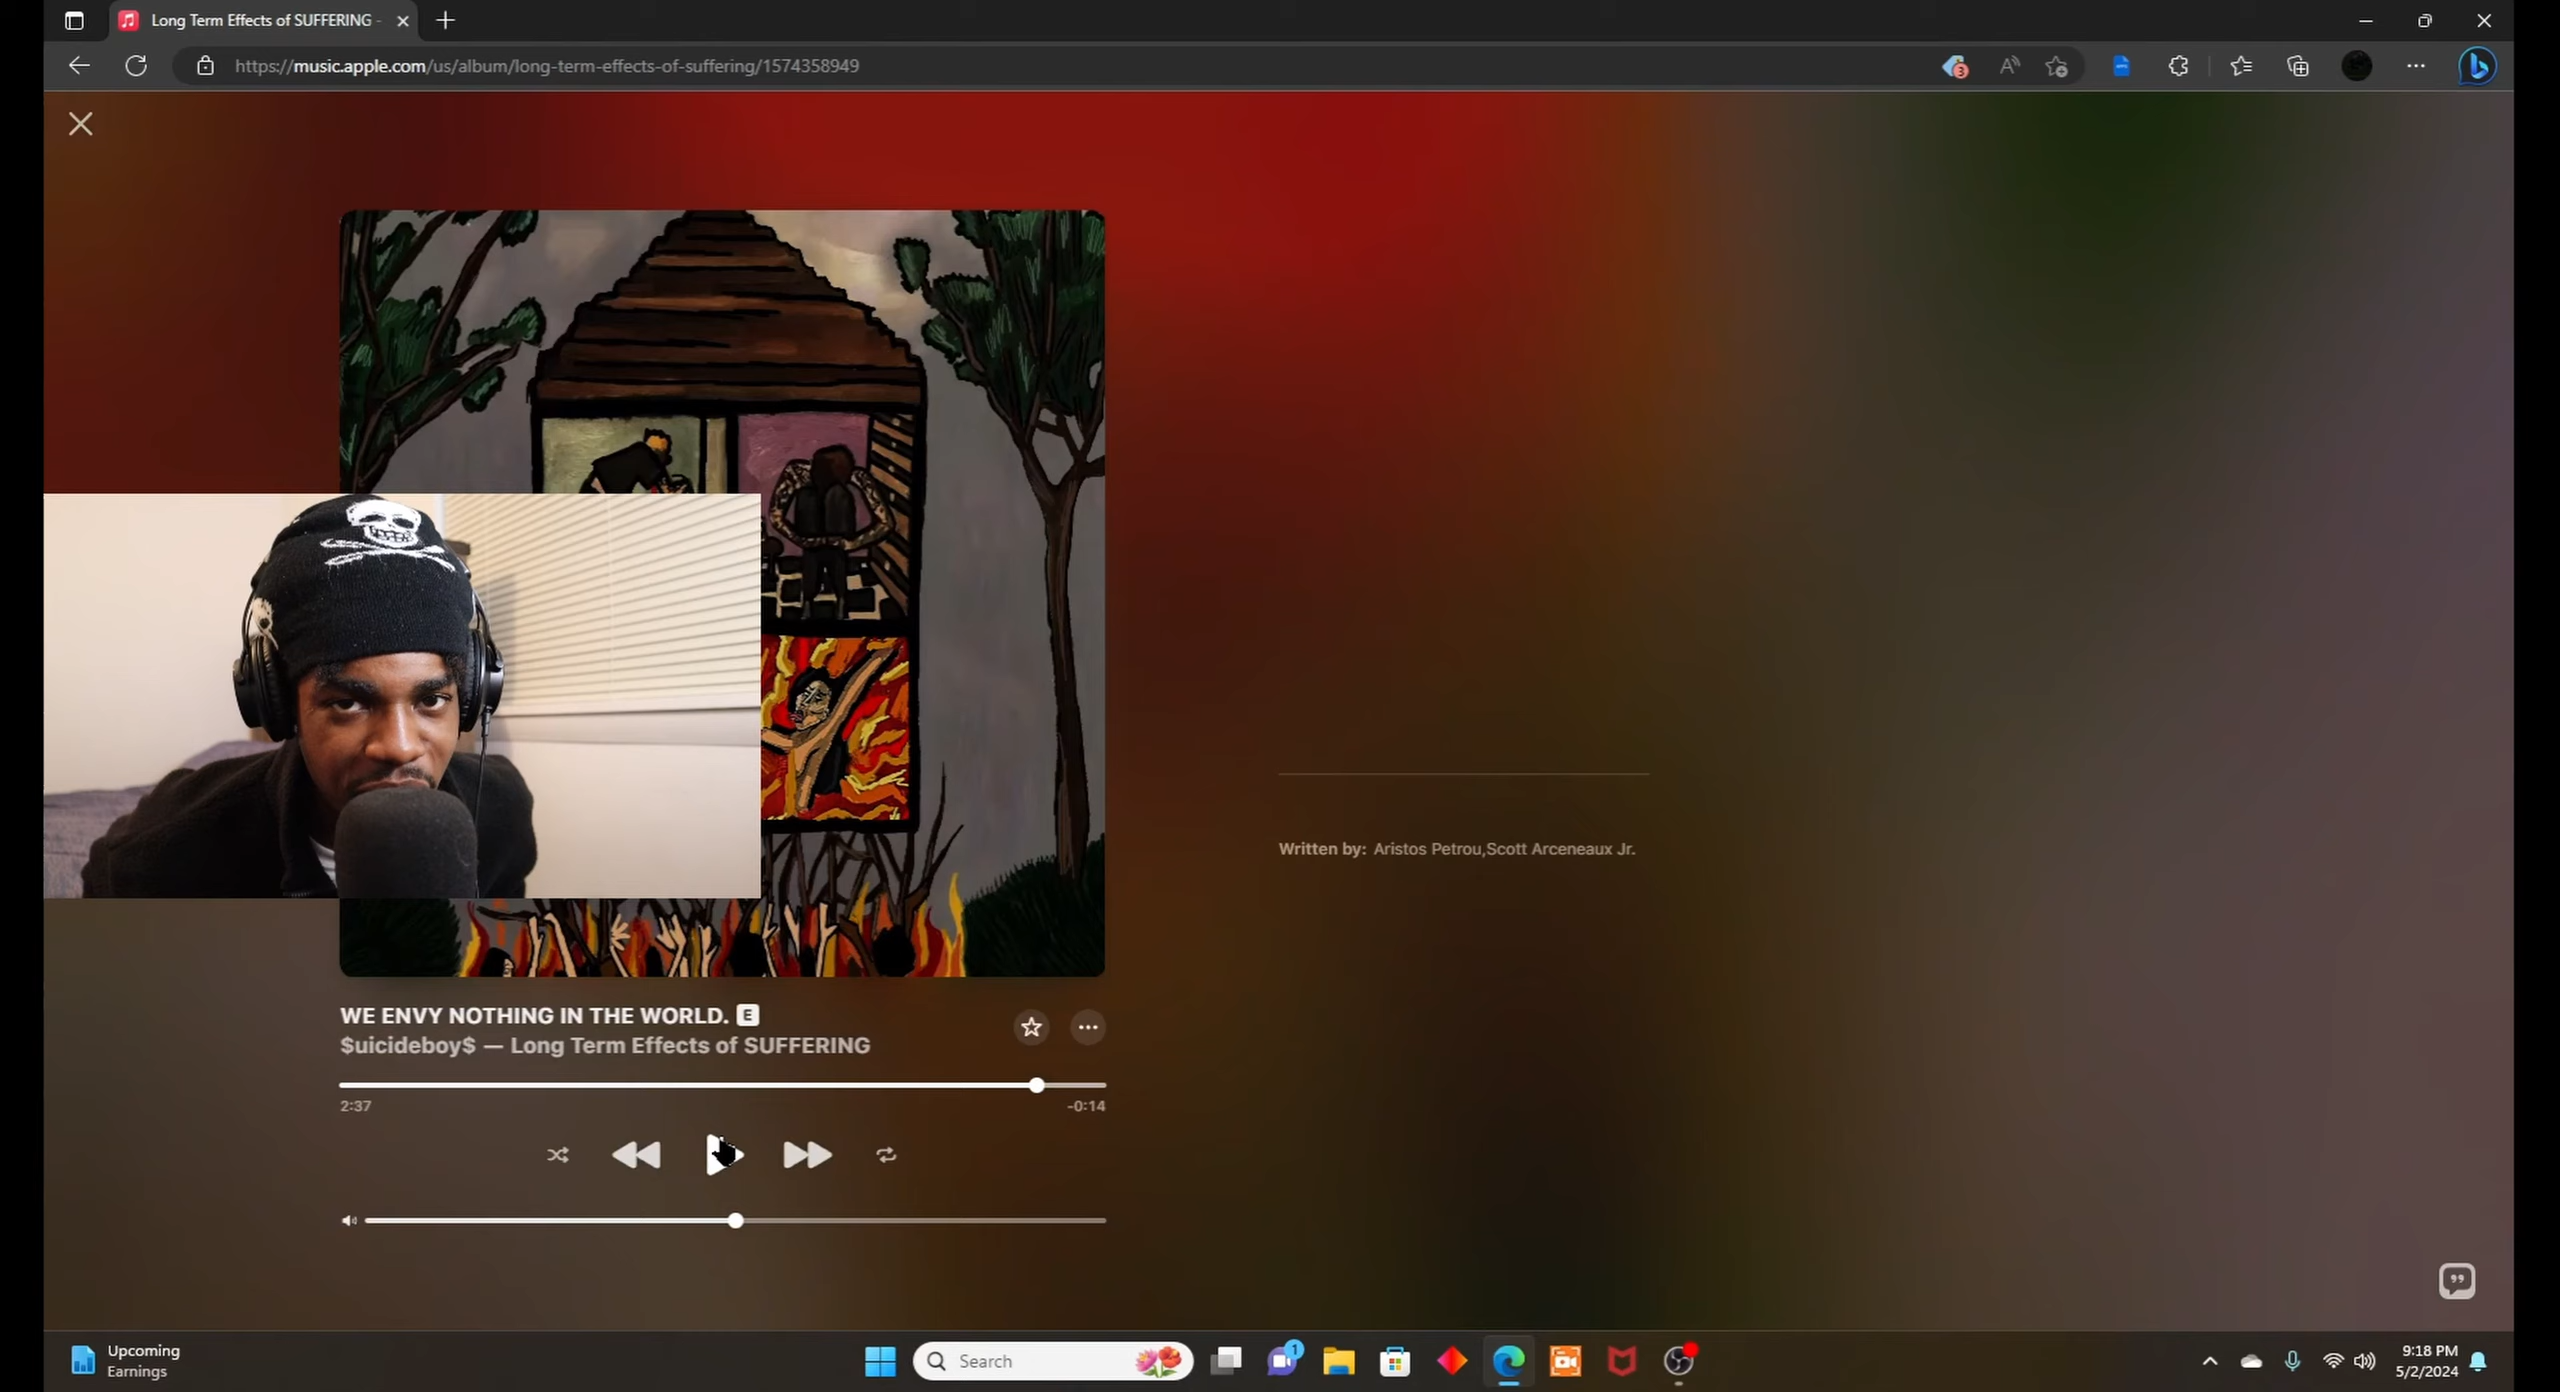 Long Term Effects of SUFFERING -
https://music.apple.com/us/album/long-term-effects-of-suffering/1574358949
3
WE ENVY NOTHING IN THE WORLD. E
$uicideboy$ — Long Term Effects of SUFFERING
2:37
-0:14
Written by: Aristos Petrou,Scott Arceneaux Jr.
Upcoming
Earnings
Search
1
9:18 PM
5/2/2024